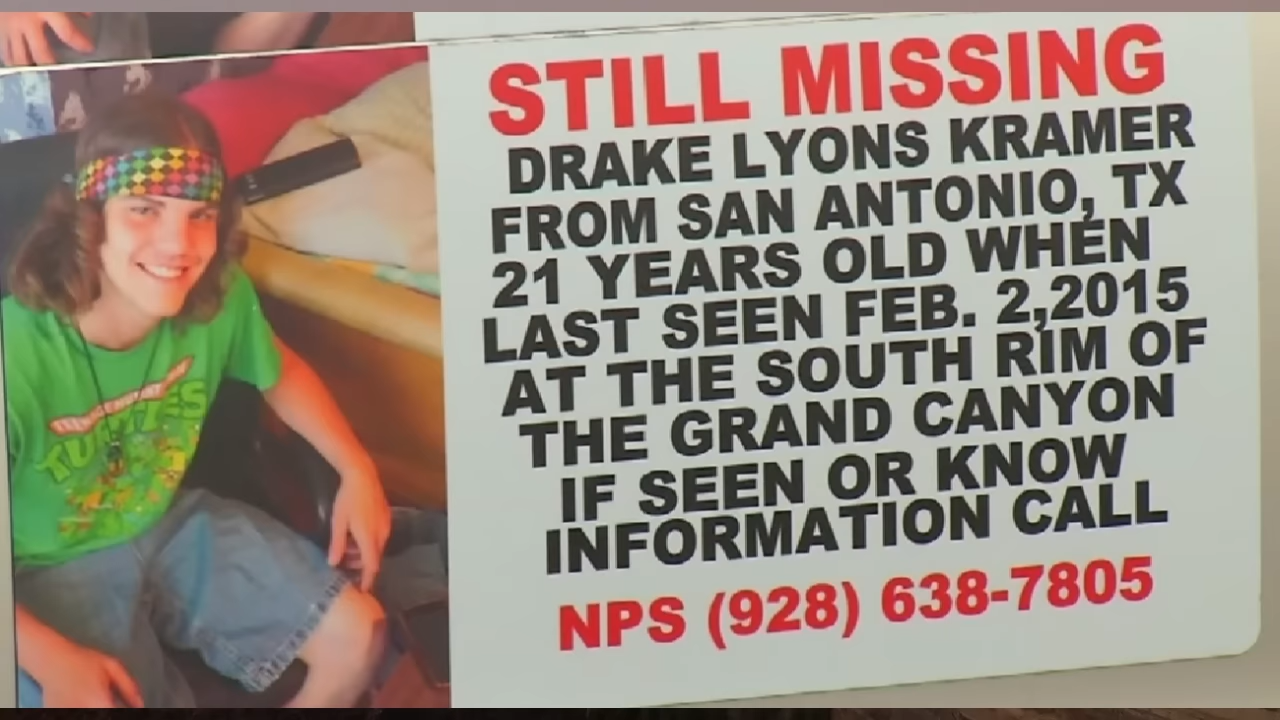 STILL MISSING
DRAKE LYONS KRAMER
FROM SAN ANTONIO, TX
21 YEARS OLD WHEN
LAST SEEN FEB. 2,2015
AT THE SOUTH RIM OF
THE GRAND CANYON
IF SEEN OR KNOW
INFORMATION CALL
NPS (928) 638-7805
TURTLES